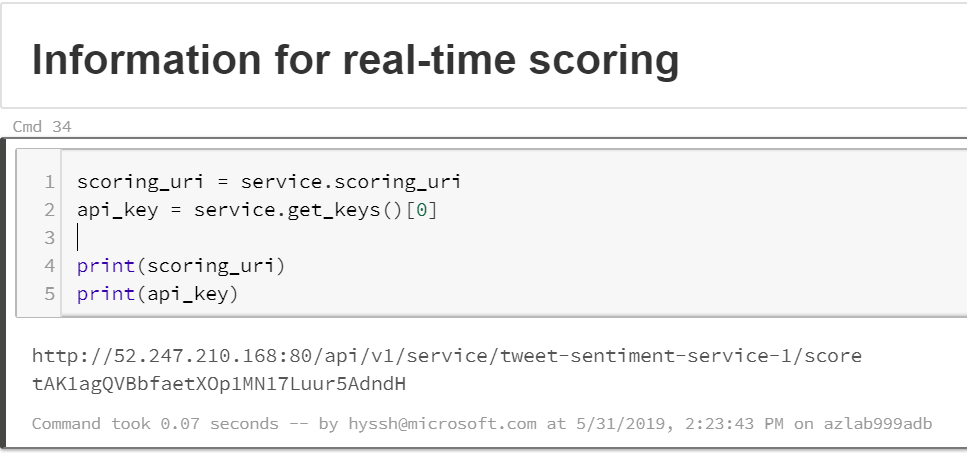 Information for real-time scoring
Cmd 34
1 scoring_uri = service.scoring_uri
2 api_key = service.get_keys()[0]
3
4 print(scoring_uri)
5 print(api_key)
http://52.247.210.168:80/api/v1/service/tweet-sentiment-service-1/score
tAK1agQVBbfaetXOp1MN17Luur5AdndH
Command took 0.07 seconds -- by hyssh@microsoft.com at 5/31/2019, 2:23:43 PM on azlab999adb